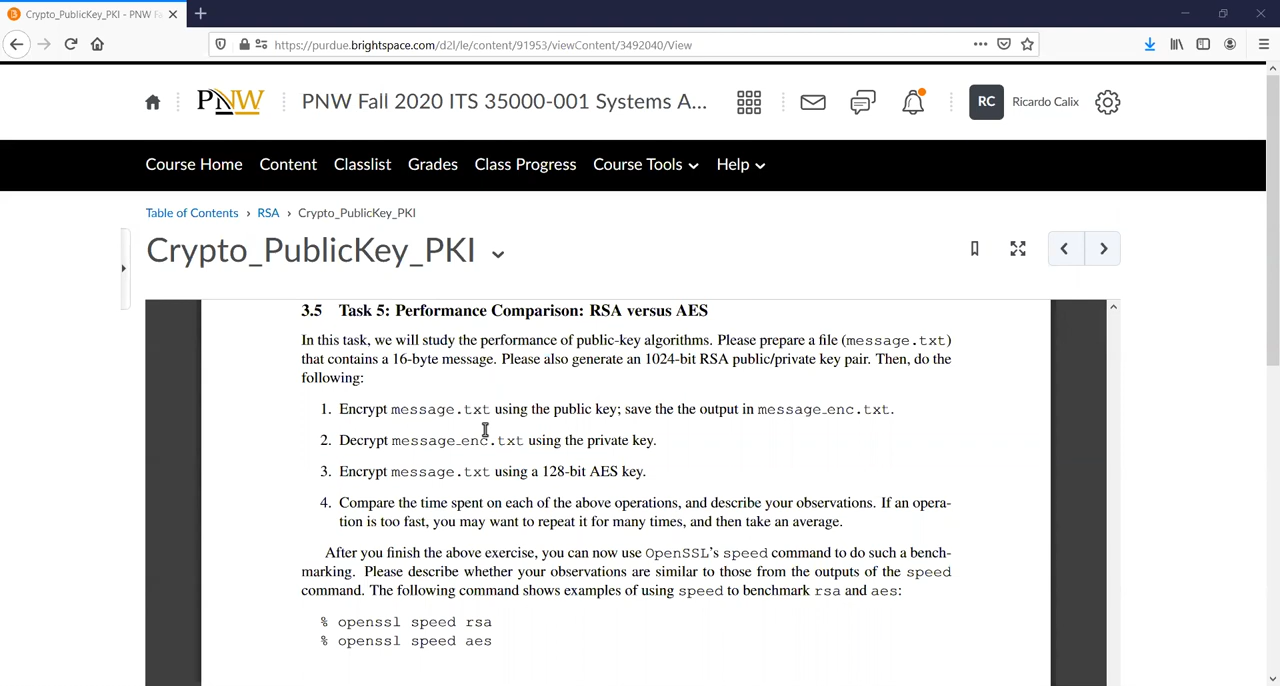 Crypto_PublicKey_PKI - PNW Fa
https://purdue.brightspace.com/d2l/le/content/91953/viewContent/3492040/View
PNW
PNW Fall 2020 ITS 35000-001 Systems A...
RC
Ricardo Calix
Course Home Content Classlist Grades Class Progress Course Tools Help
Table of Contents › RSA › Crypto_PublicKey_PKI
Crypto_PublicKey_PKI
3.5 Task 5: Performance Comparison: RSA versus AES
In this task, we will study the performance of public-key algorithms. Please prepare a file (message.txt)
that contains a 16-byte message. Please also generate an 1024-bit RSA public/private key pair. Then, do the
following:
1. Encrypt message.txt using the public key; save the the output in message_enc.txt.
2. Decrypt message_enc.txt using the private key.
3. Encrypt message.txt using a 128-bit AES key.
4. Compare the time spent on each of the above operations, and describe your observations. If an opera-
tion is too fast, you may want to repeat it for many times, and then take an average.
After you finish the above exercise, you can now use OpenSSL's speed command to do such a bench-
marking. Please describe whether your observations are similar to those from the outputs of the speed
command. The following command shows examples of using speed to benchmark rsa and aes:
% openssl speed rsa
% openssl speed aes